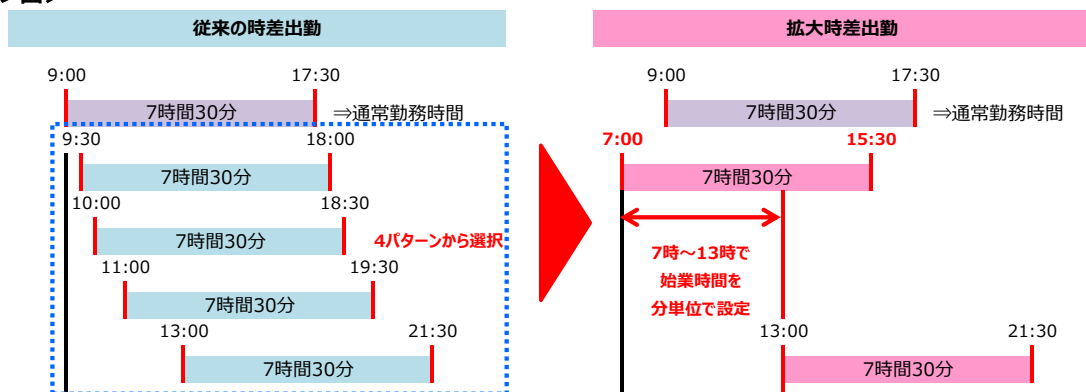 従来の時差出勤
9:00 17:30
7時間30分 ⇒通常勤務時間
9:30 18:00
7時間30分
10:00 18:30
7時間30分 4パターンから選択
11:00 19:30
7時間30分
13:00 21:30
7時間30分
拡大時差出勤
9:00 17:30
7時間30分 ⇒通常勤務時間
7:00 15:30
7時間30分
7時～13時で
始業時間を
分単位で設定
13:00 21:30
7時間30分